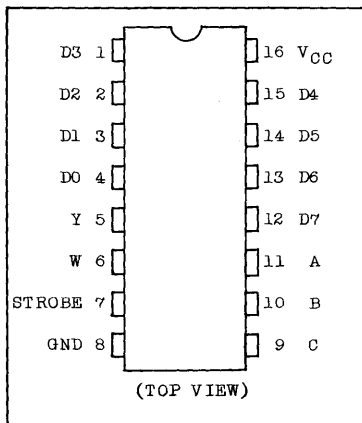 D3 1 16 VCC
D2 2 15 D4
D1 3 14 D5
D0 4 13 D6
Y 5 12 D7
W 6 11 A
STROBE 7 10 B
GND 8 9 C
(TOP VIEW)